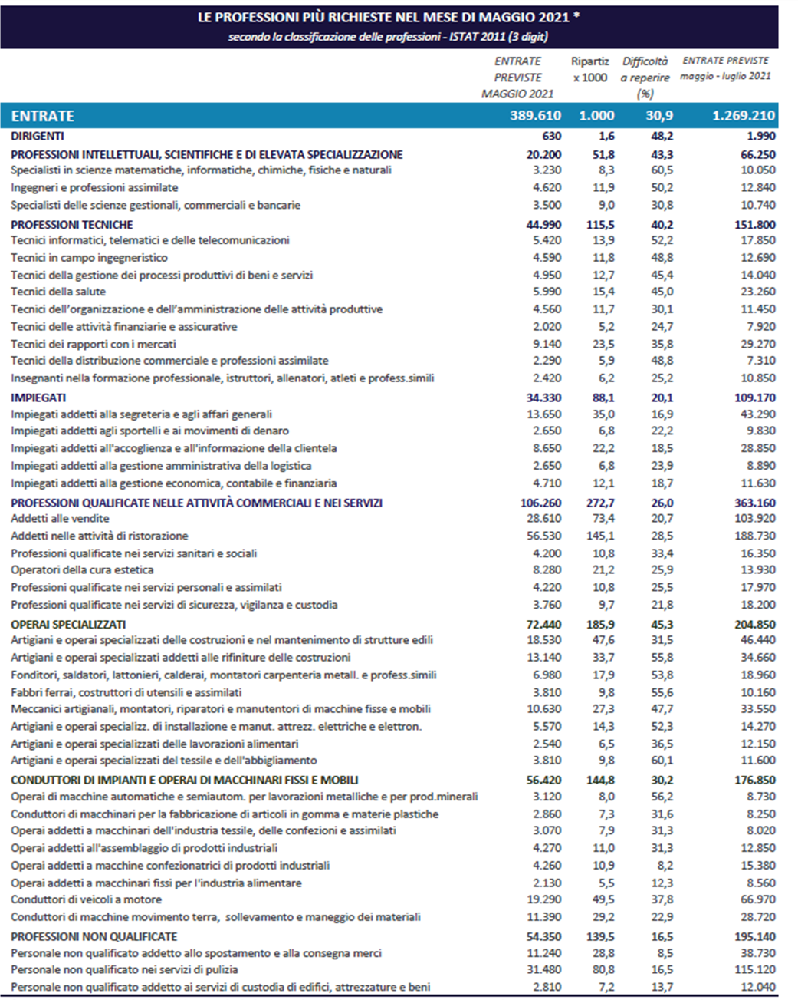 LE PROFESSIONI PIÙ RICHIESTE NEL MESE DI MAGGIO 2021 *
secondo la classificazione delle professioni - ISTAT 2011 (3 digit)
ENTRATE PREVISTE MAGGIO 2021 Ripartiz x 1000 Difficoltà a reperire (%) ENTRATE PREVISTE maggio - luglio 2021
ENTRATE 389.610 1.000 30,9 1.269.210
DIRIGENTI 630 1,6 48,2 1.990
PROFESSIONI INTELLETTUALI, SCIENTIFICHE E DI ELEVATA SPECIALIZZAZIONE 20.200 51,8 43,3 66.250
Specialisti in scienze matematiche, informatiche, chimiche, fisiche e naturali 3.230 8,3 60,5 10.050
Ingegneri e professioni assimilate 4.620 11,9 50,2 12.840
Specialisti delle scienze gestionali, commerciali e bancarie 3.500 9,0 30,8 10.740
PROFESSIONI TECNICHE 44.990 115,5 40,2 151.800
Tecnici informatici, telematici e delle telecomunicazioni 5.420 13,9 52,2 17.850
Tecnici in campo ingegneristico 4.590 11,8 48,8 12.690
Tecnici della gestione dei processi produttivi di beni e servizi 4.950 12,7 45,4 14.040
Tecnici della salute 5.990 15,4 45,0 23.260
Tecnici dell'organizzazione e dell'amministrazione delle attività produttive 4.560 11,7 30,1 11.450
Tecnici delle attività finanziarie e assicurative 2.020 5,2 24,7 7.920
Tecnici dei rapporti con i mercati 9.140 23,5 35,8 29.270
Tecnici della distribuzione commerciale e professioni assimilate 2.290 5,9 48,8 7.310
Insegnanti nella formazione professionale, istruttori, allenatori, atleti e profess.simili 2.420 6,2 25,2 10.850
IMPIEGATI 34.330 88,1 20,1 109.170
Impiegati addetti alla segreteria e agli affari generali 13.650 35,0 16,9 43.290
Impiegati addetti agli sportelli e ai movimenti di denaro 2.650 6,8 22,2 9.830
Impiegati addetti all'accoglienza e all'informazione della clientela 8.650 22,2 18,5 28.850
Impiegati addetti alla gestione amministrativa della logistica 2.650 6,8 23,9 8.890
Impiegati addetti alla gestione economica, contabile e finanziaria 4.710 12,1 18,7 11.630
PROFESSIONI QUALIFICATE NELLE ATTIVITÀ COMMERCIALI E NEI SERVIZI 106.260 272,7 26,0 363.160
Addetti alle vendite 28.610 73,4 20,7 103.920
Addetti nelle attività di ristorazione 56.530 145,1 28,5 188.730
Professioni qualificate nei servizi sanitari e sociali 4.200 10,8 33,4 16.350
Operatori della cura estetica 8.280 21,2 25,9 13.930
Professioni qualificate nei servizi personali e assimilati 4.220 10,8 25,5 17.970
Professioni qualificate nei servizi di sicurezza, vigilanza e custodia 3.760 9,7 21,8 18.200
OPERAI SPECIALIZZATI 72.440 185,9 45,3 204.850
Artigiani e operai specializzati delle costruzioni e nel mantenimento di strutture edili 18.530 47,6 31,5 46.440
Artigiani e operai specializzati addetti alle rifiniture delle costruzioni 13.140 33,7 55,8 34.660
Fonditori, saldatori, lattonieri, calderai, montatori carpenteria metall. e profess.simili 6.980 17,9 53,8 18.960
Fabbri ferrai, costruttori di utensili e assimilati 3.810 9,8 55,6 10.160
Meccanici artigianali, montatori, riparatori e manutentori di macchine fisse e mobili 10.630 27,3 47,7 33.550
Artigiani e operai specializz. di installazione e manut. attrezz. elettriche e elettron. 5.570 14,3 52,3 14.270
Artigiani e operai specializzati delle lavorazioni alimentari 2.540 6,5 36,5 12.150
Artigiani e operai specializzati del tessile e dell'abbigliamento 3.810 9,8 60,1 11.600
CONDUTTORI DI IMPIANTI E OPERAI DI MACCHINARI FISSI E MOBILI 56.420 144,8 30,2 176.850
Operai di macchine automatiche e semiautom. per lavorazioni metalliche e per prod.minerali 3.120 8,0 56,2 8.730
Conduttori di macchinari per la fabbricazione di articoli in gomma e materie plastiche 2.860 7,3 31,6 8.250
Operai addetti a macchinari dell'industria tessile, delle confezioni e assimilati 3.070 7,9 31,3 8.020
Operai addetti all'assemblaggio di prodotti industriali 4.270 11,0 31,3 12.850
Operai addetti a macchine confezionatrici di prodotti industriali 4.260 10,9 8,2 15.380
Operai addetti a macchinari fissi per l'industria alimentare 2.130 5,5 12,3 8.560
Conduttori di veicoli a motore 19.290 49,5 37,8 66.970
Conduttori di macchine movimento terra, sollevamento e maneggio dei materiali 11.390 29,2 22,9 28.720
PROFESSIONI NON QUALIFICATE 54.350 139,5 16,5 195.140
Personale non qualificato addetto allo spostamento e alla consegna merci 11.240 28,8 8,5 38.730
Personale non qualificato nei servizi di pulizia 31.480 80,8 16,5 115.120
Personale non qualificato addetto ai servizi di custodia di edifici, attrezzature e beni 2.810 7,2 13,7 12.040